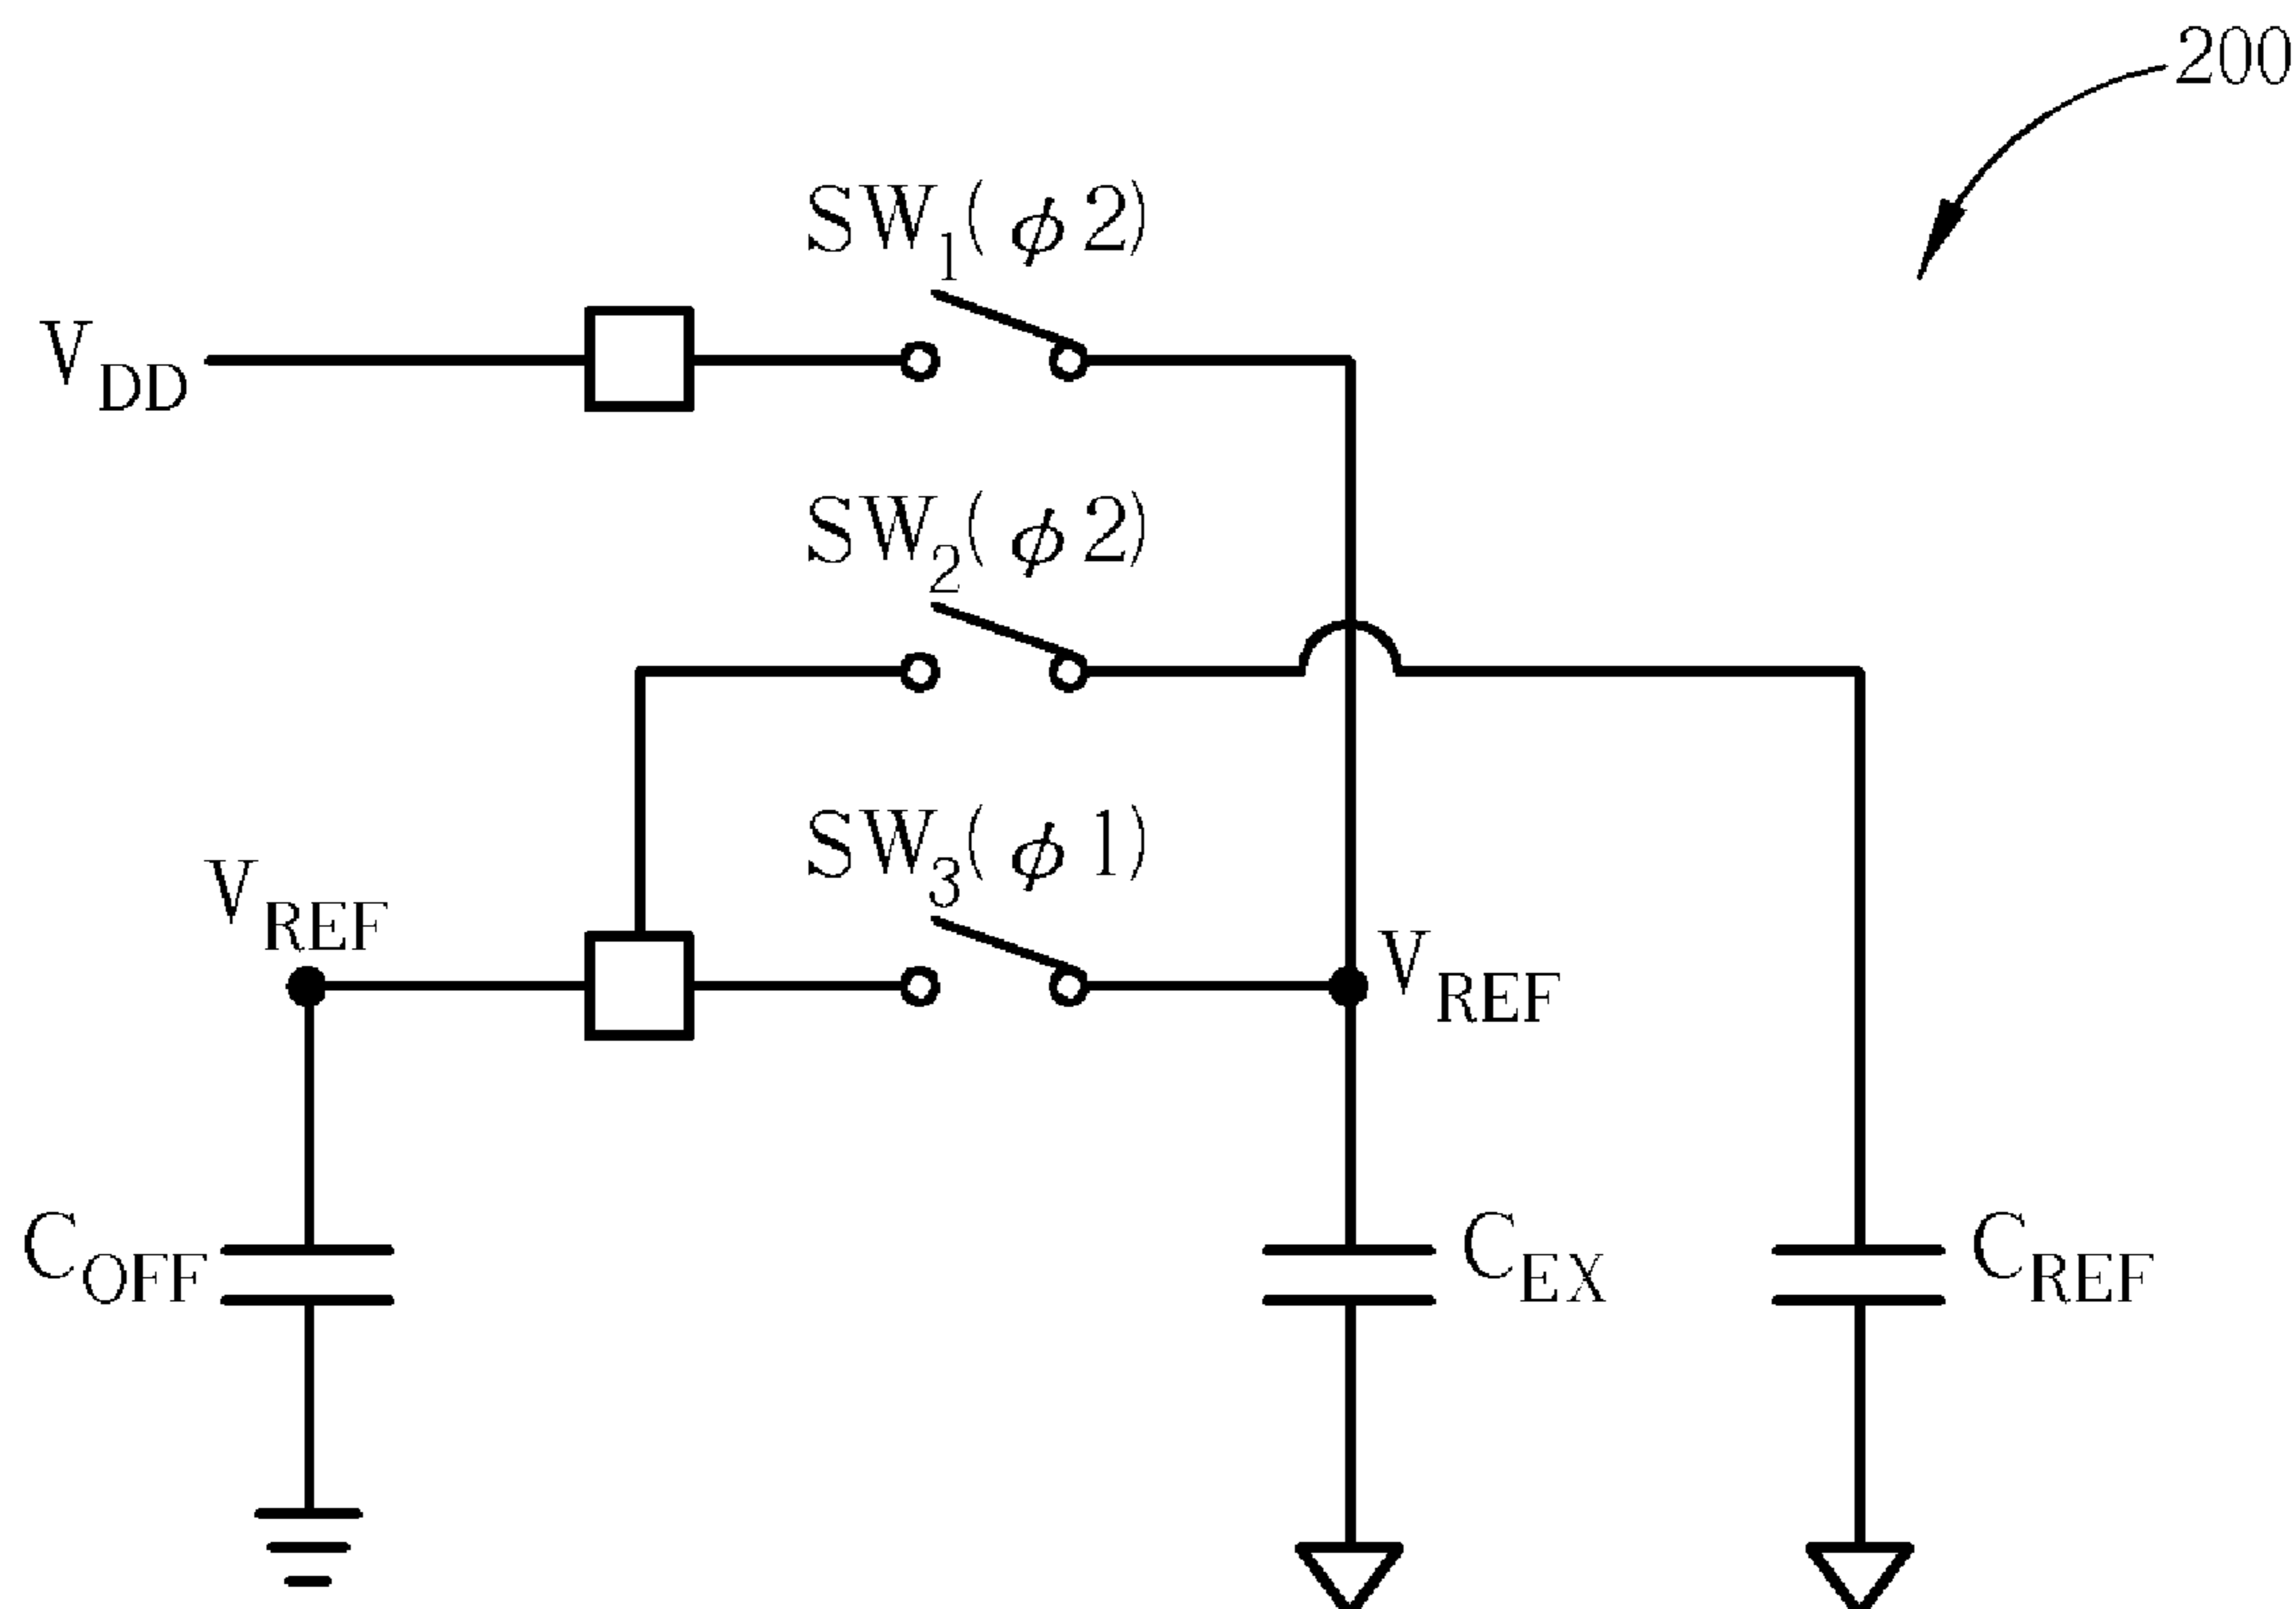 200
SW1(ϕ2)
VDD
SW2(ϕ2)
SW3(ϕ1)
VREF
VREF
COFF
CEX
CREF